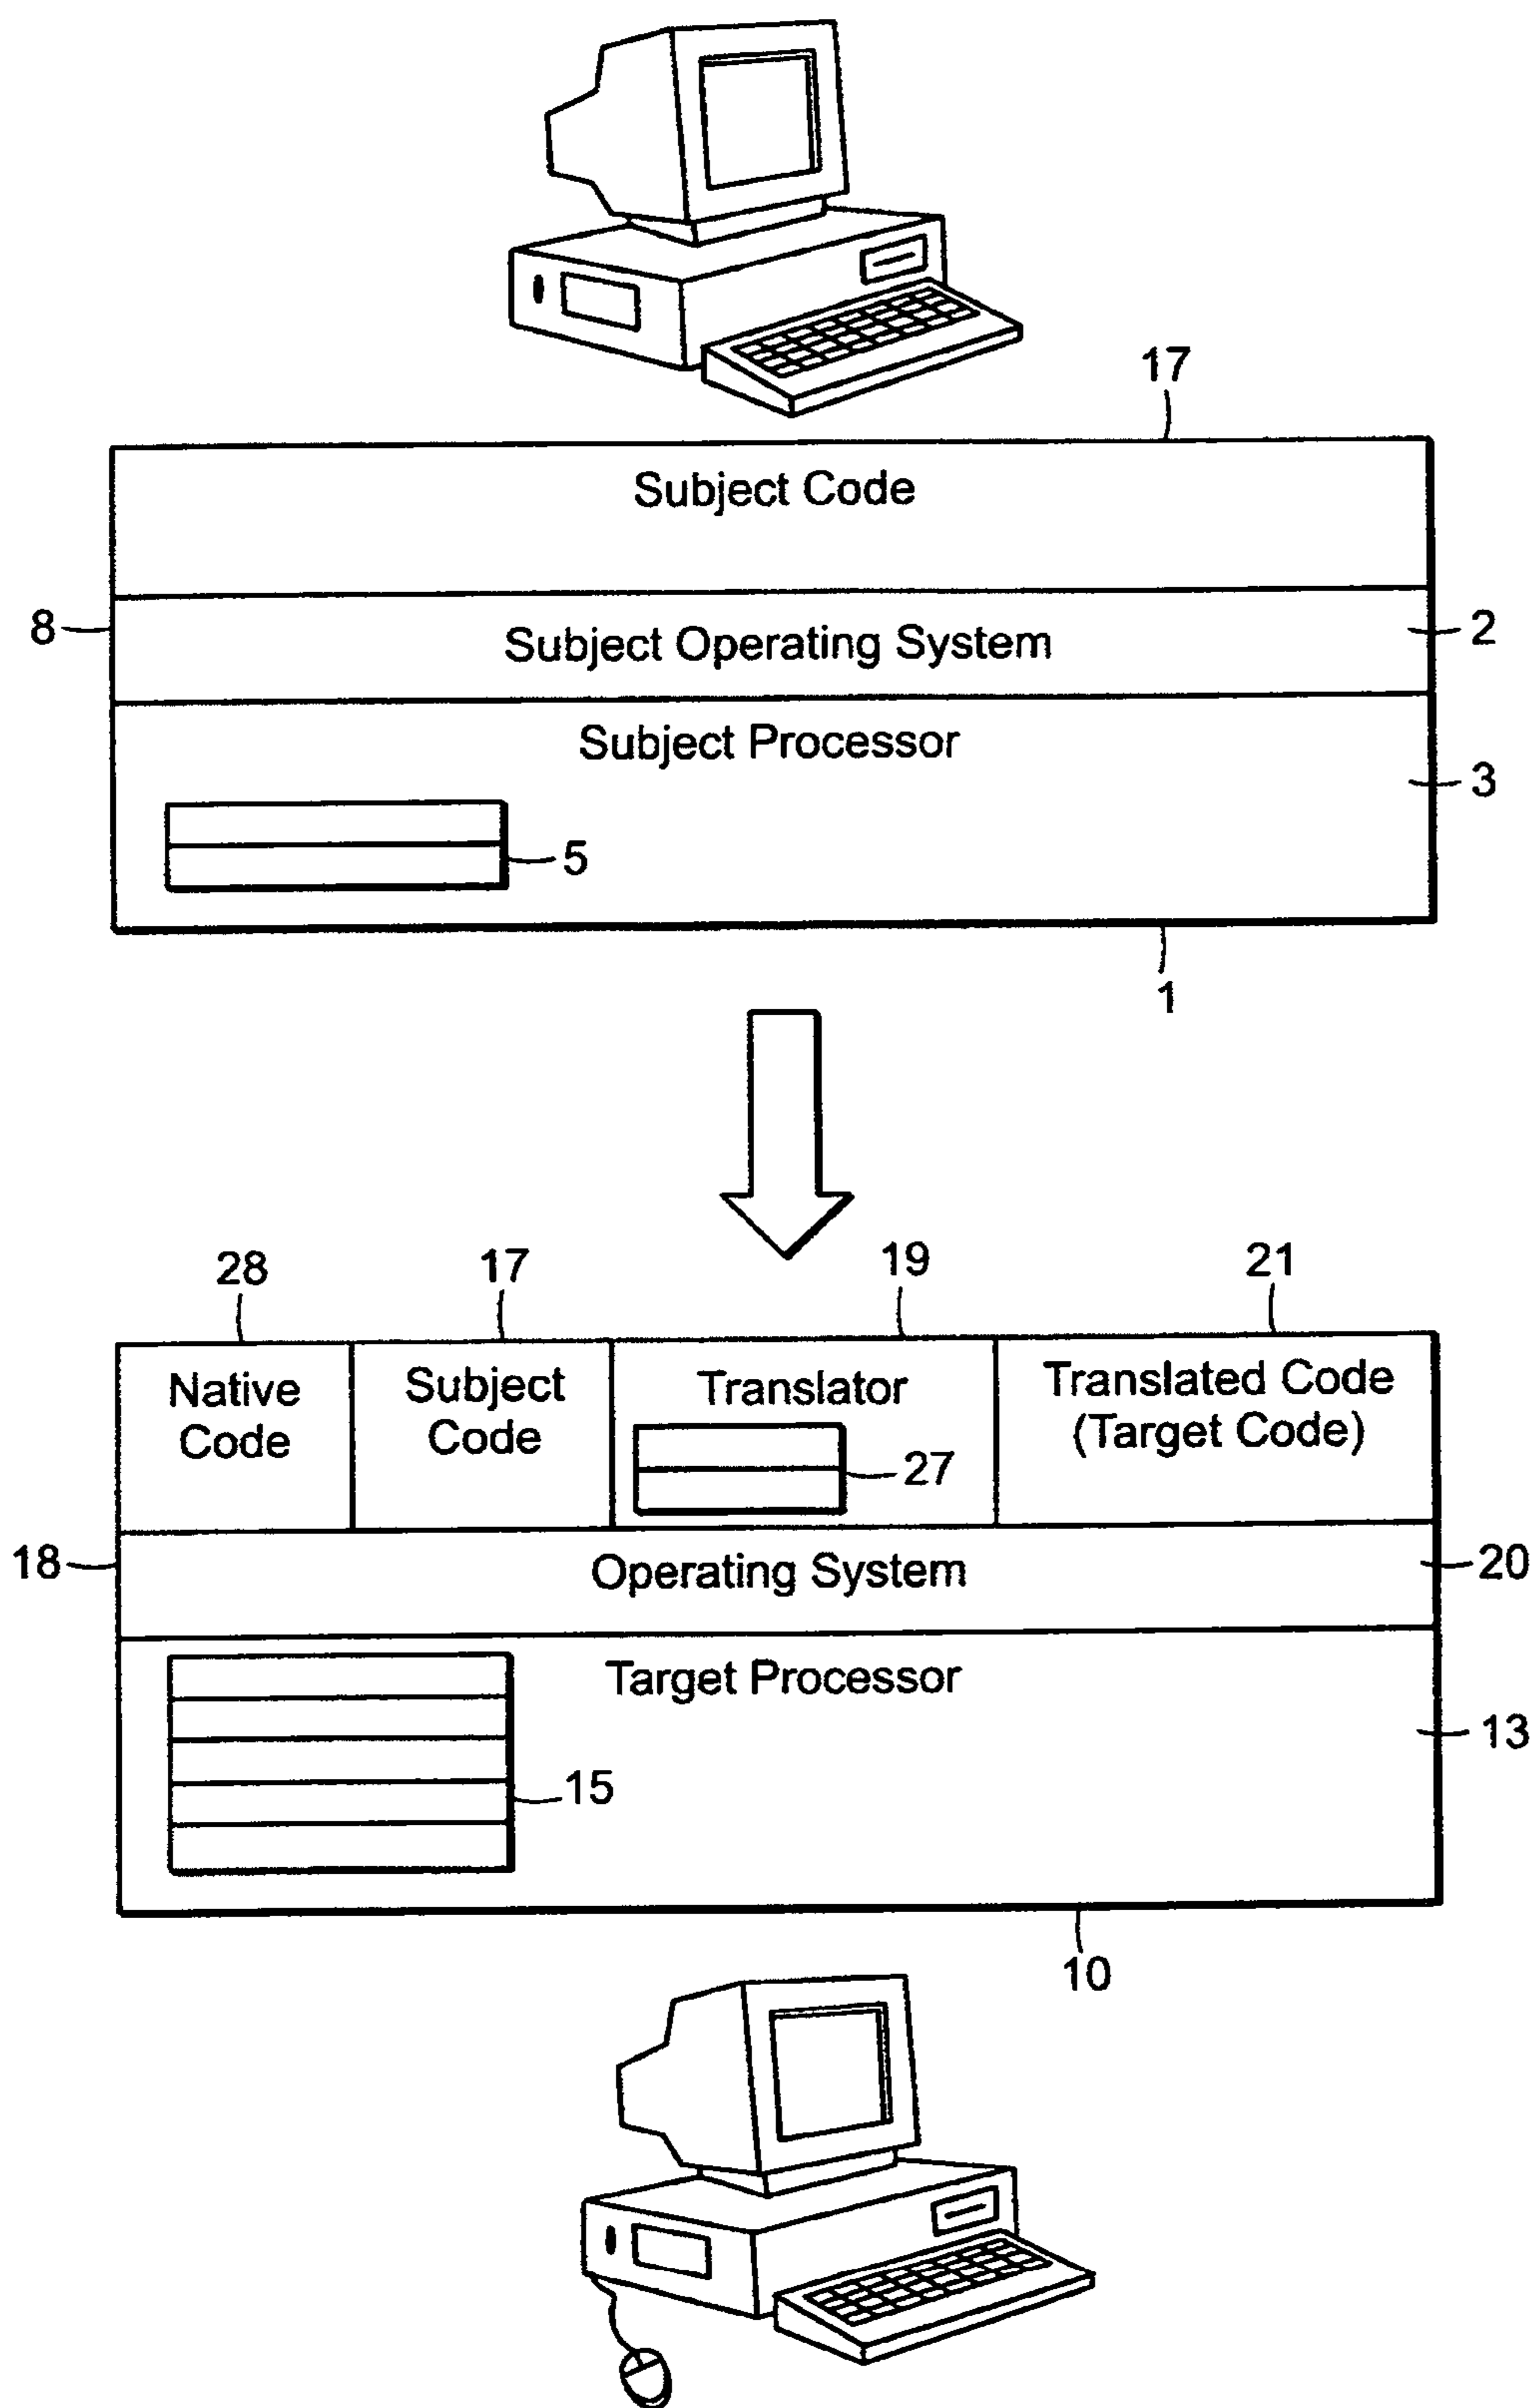 17
Subject Code
8
Subject Operating System
2
Subject Processor
3
5
1
28
17
19
21
Native
Code
Subject
Code
Translator
27
Translated Code
(Target Code)
18
Operating System
20
Target Processor
13
15
10